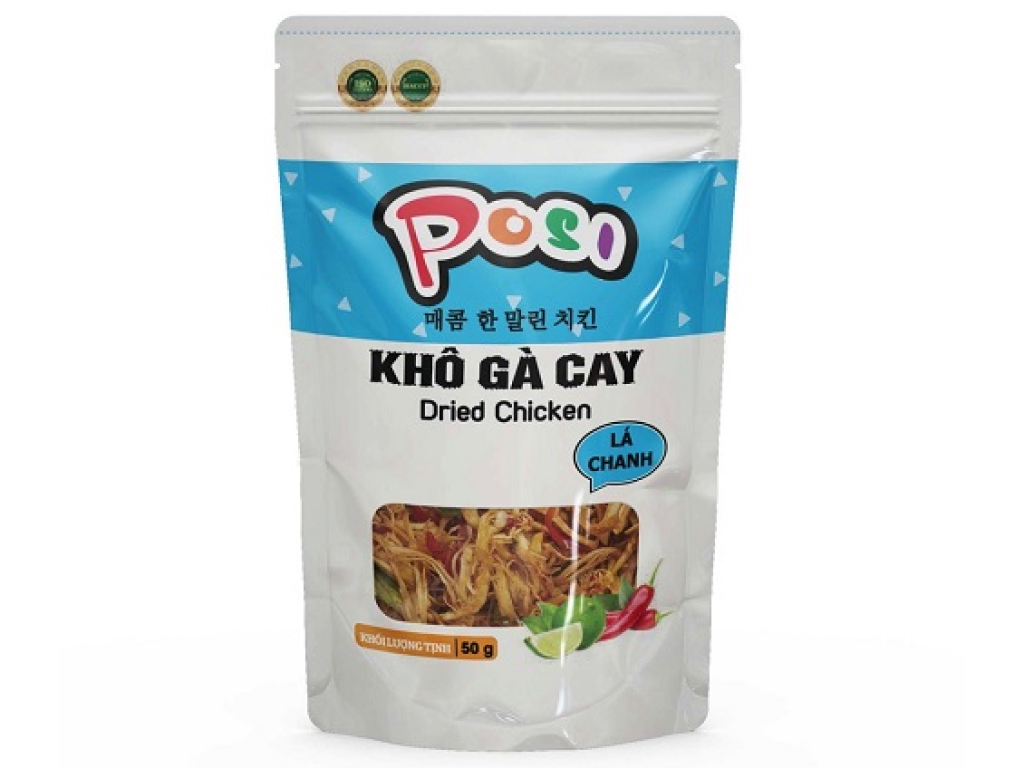 ISO
POSI
매콤 한 말린 치킨
KHÔ GÀ CAY
Dried Chicken
LÁ
CHANH
KHỐI LƯỢNG TỊNH 50 g